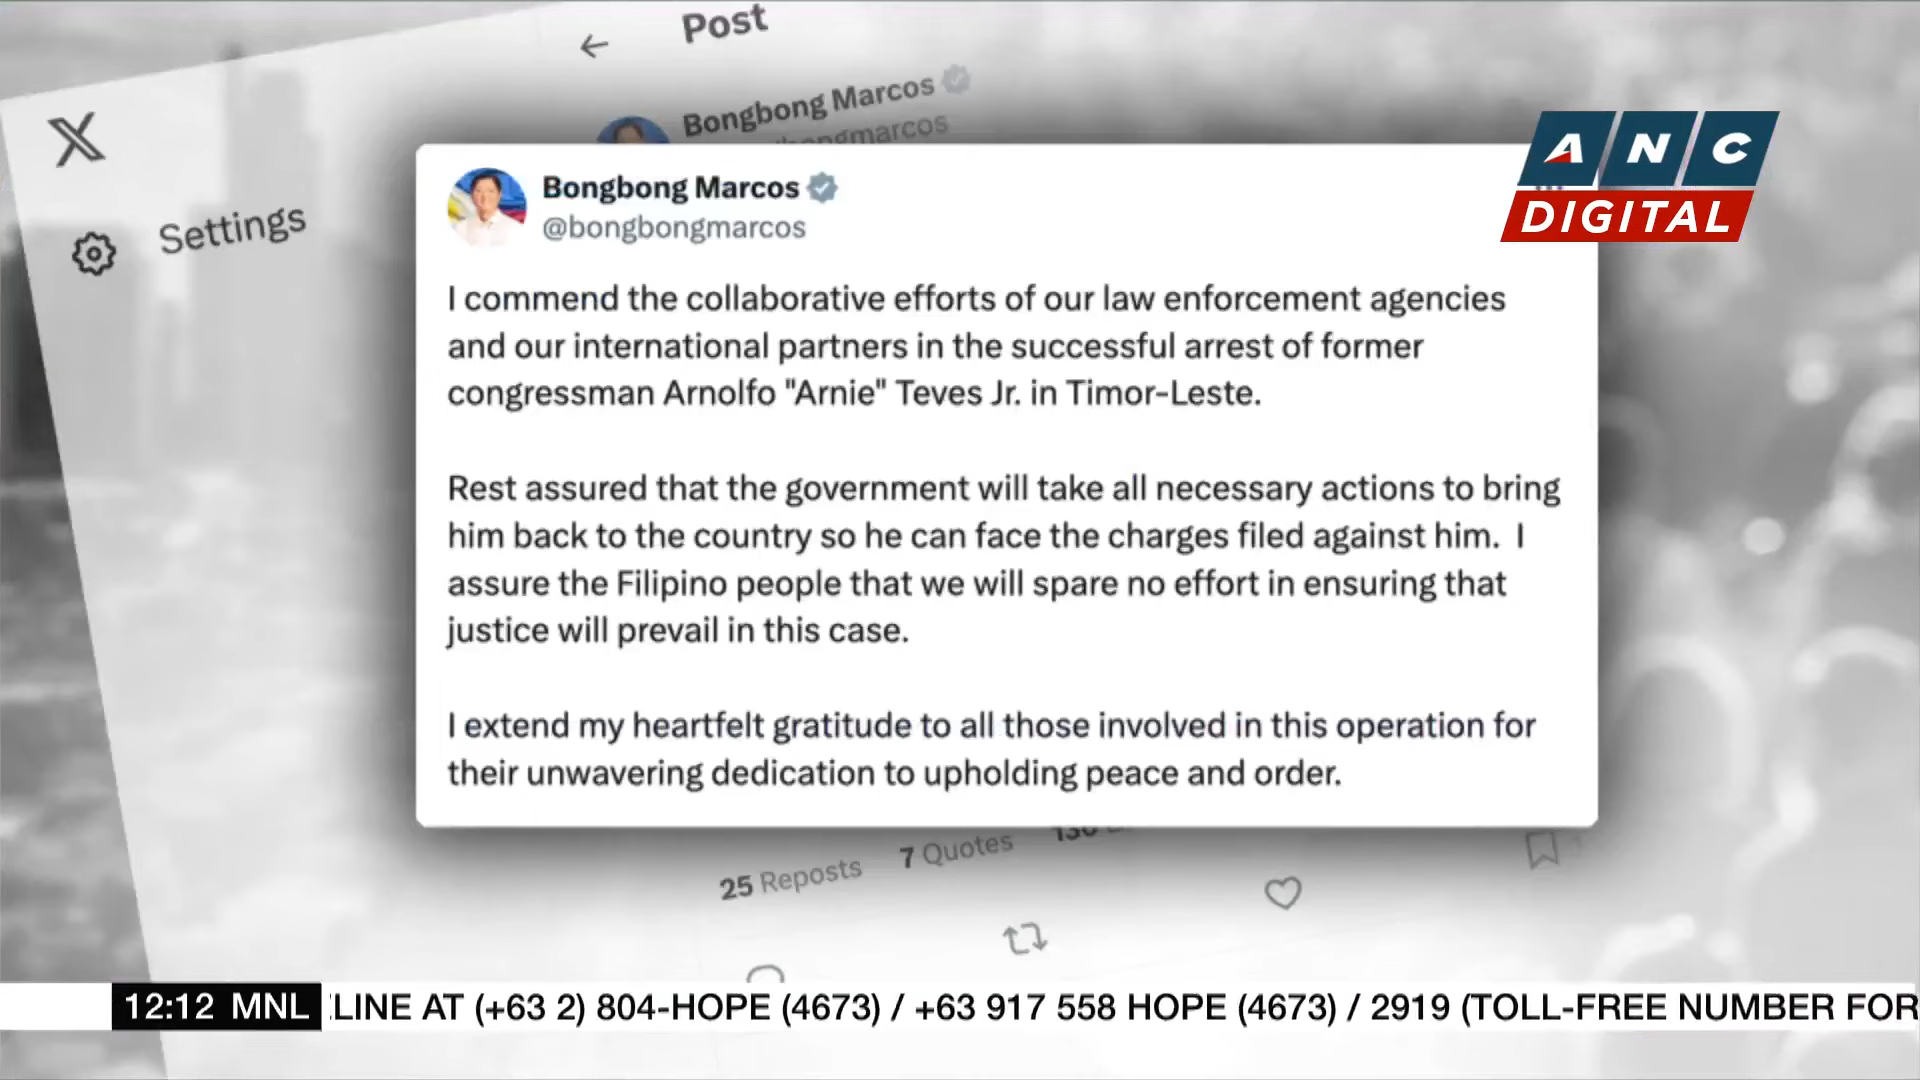 Post
Bongbong Marcos
ongmarcos
X
Settings
ANC
DIGITAL
Bongbong Marcos
@bongbongmarcos
I commend the collaborative efforts of our law enforcement agencies
and our international partners in the successful arrest of former
congressman Arnolfo "Arnie" Teves Jr. in Timor-Leste.
Rest assured that the government will take all necessary actions to bring
him back to the country so he can face the charges filed against him. I
assure the Filipino people that we will spare no effort in ensuring that
justice will prevail in this case.
I extend my heartfelt gratitude to all those involved in this operation for
their unwavering dedication to upholding peace and order.
25 Reposts 7 Quotes
12:12 MNL LINE AT (+63 2) 804-HOPE (4673) / +63 917 558 HOPE (4673) / 2919 (TOLL-FREE NUMBER FOR